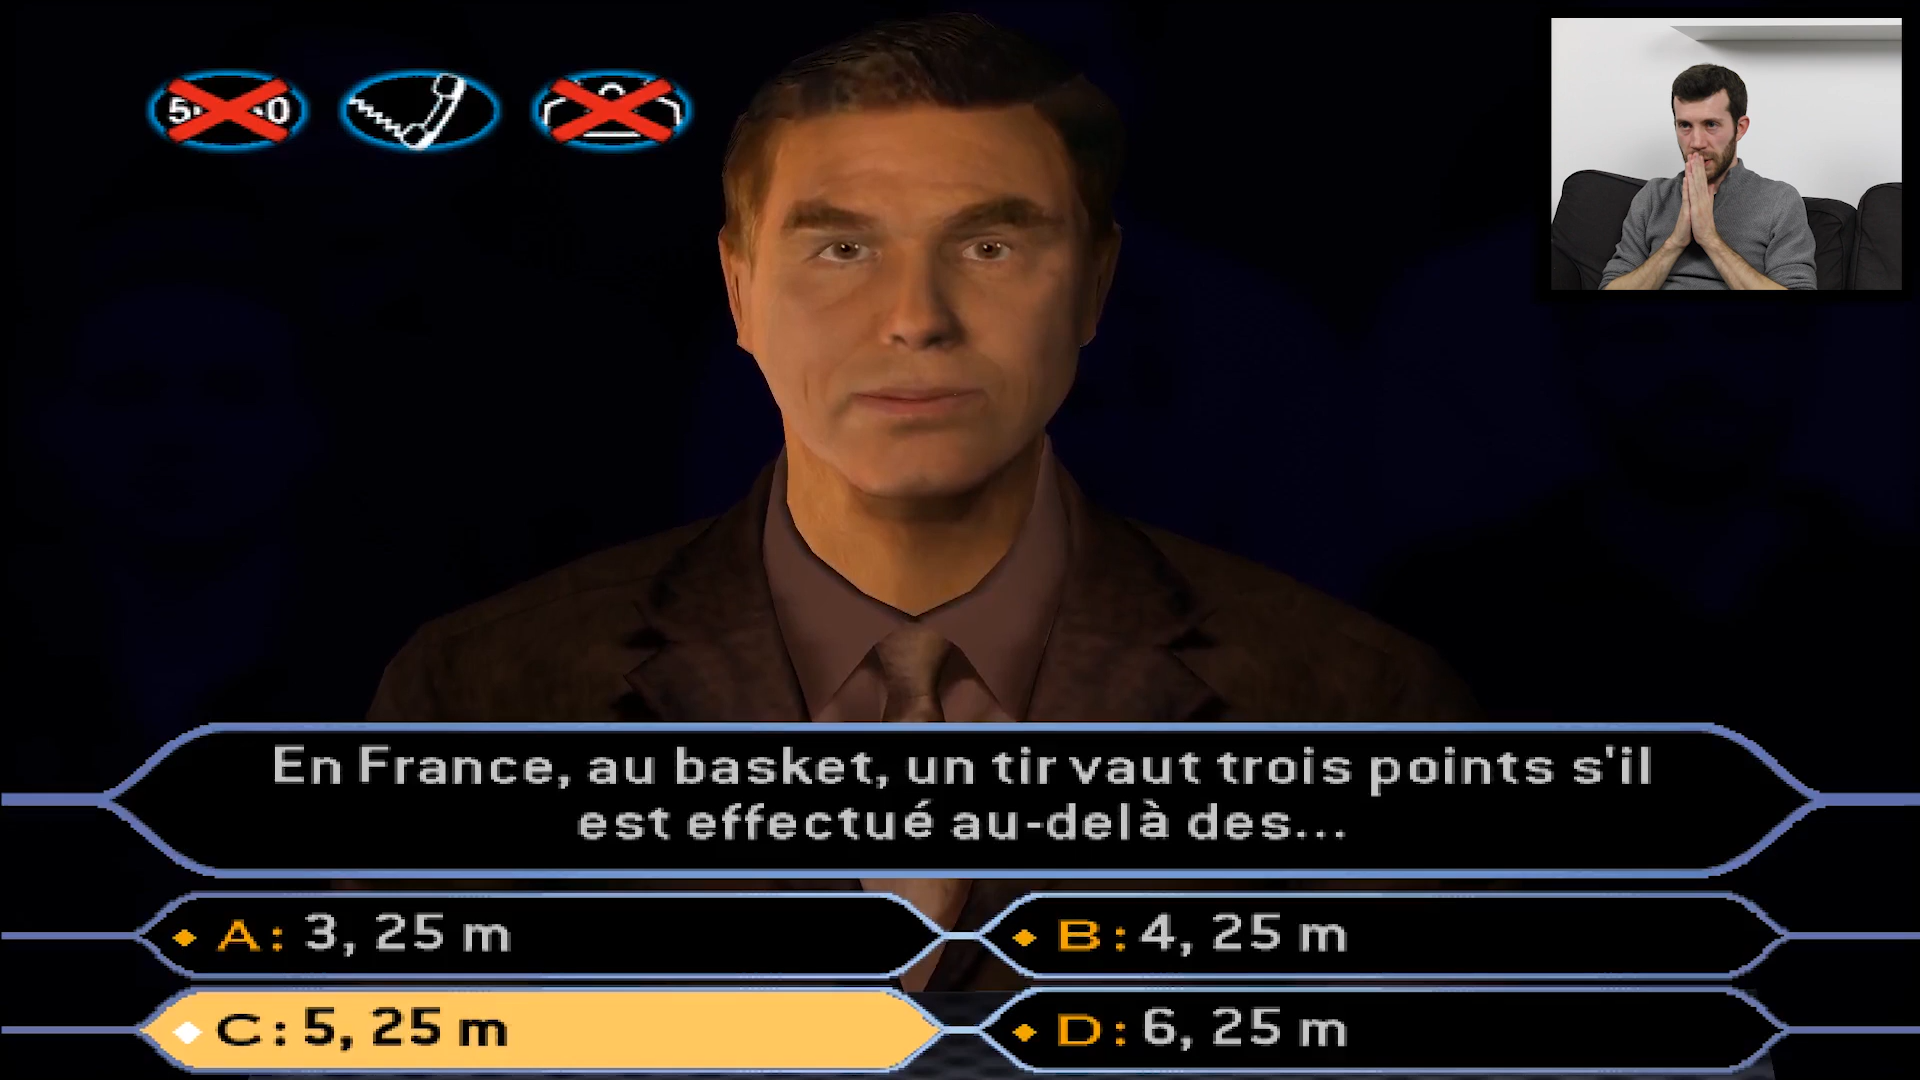 En France, au basket, un tir vaut trois points s'il
est effectué au-delà des...
A: 3, 25 m
B: 4, 25 m
C: 5, 25 m
D: 6, 25 m